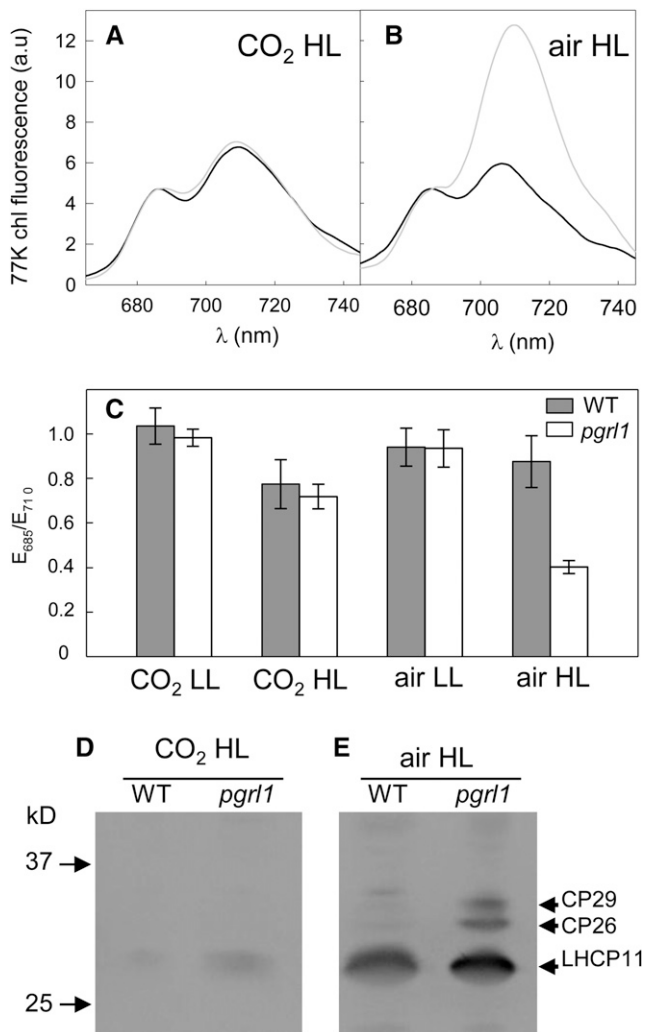 A
CO₂ HL
B
air HL
77K chl fluorescence (a.u)
12
10
8
6
4
2
0
680
700
720
740
680
700
720
740
λ (nm)
λ (nm)
C
WT
pgrl1
E₆₈₅/E₇₁₀
1.0
0.8
0.6
0.4
0.2
0
CO₂ LL
CO₂ HL
air LL
air HL
D
CO₂ HL
E
air HL
WT
pgrl1
WT
pgrl1
kD
37
25
CP29
CP26
LHCP11